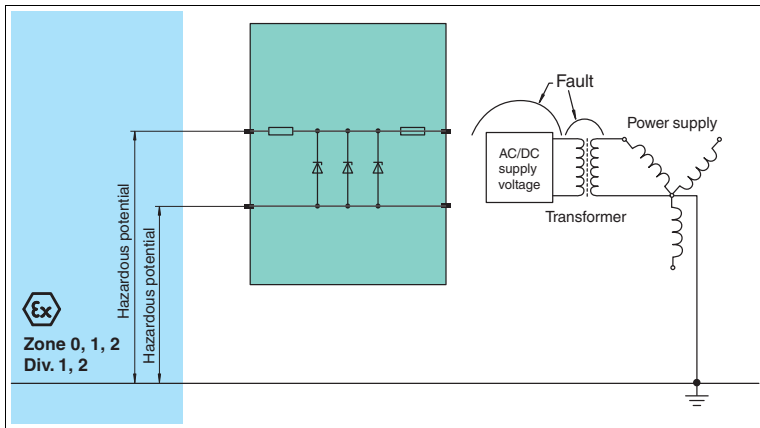 Fault
Power supply
AC/DC
supply
voltage
Transformer
Hazardous potential
Hazardous potential
Ex
Zone 0, 1, 2
Div. 1, 2